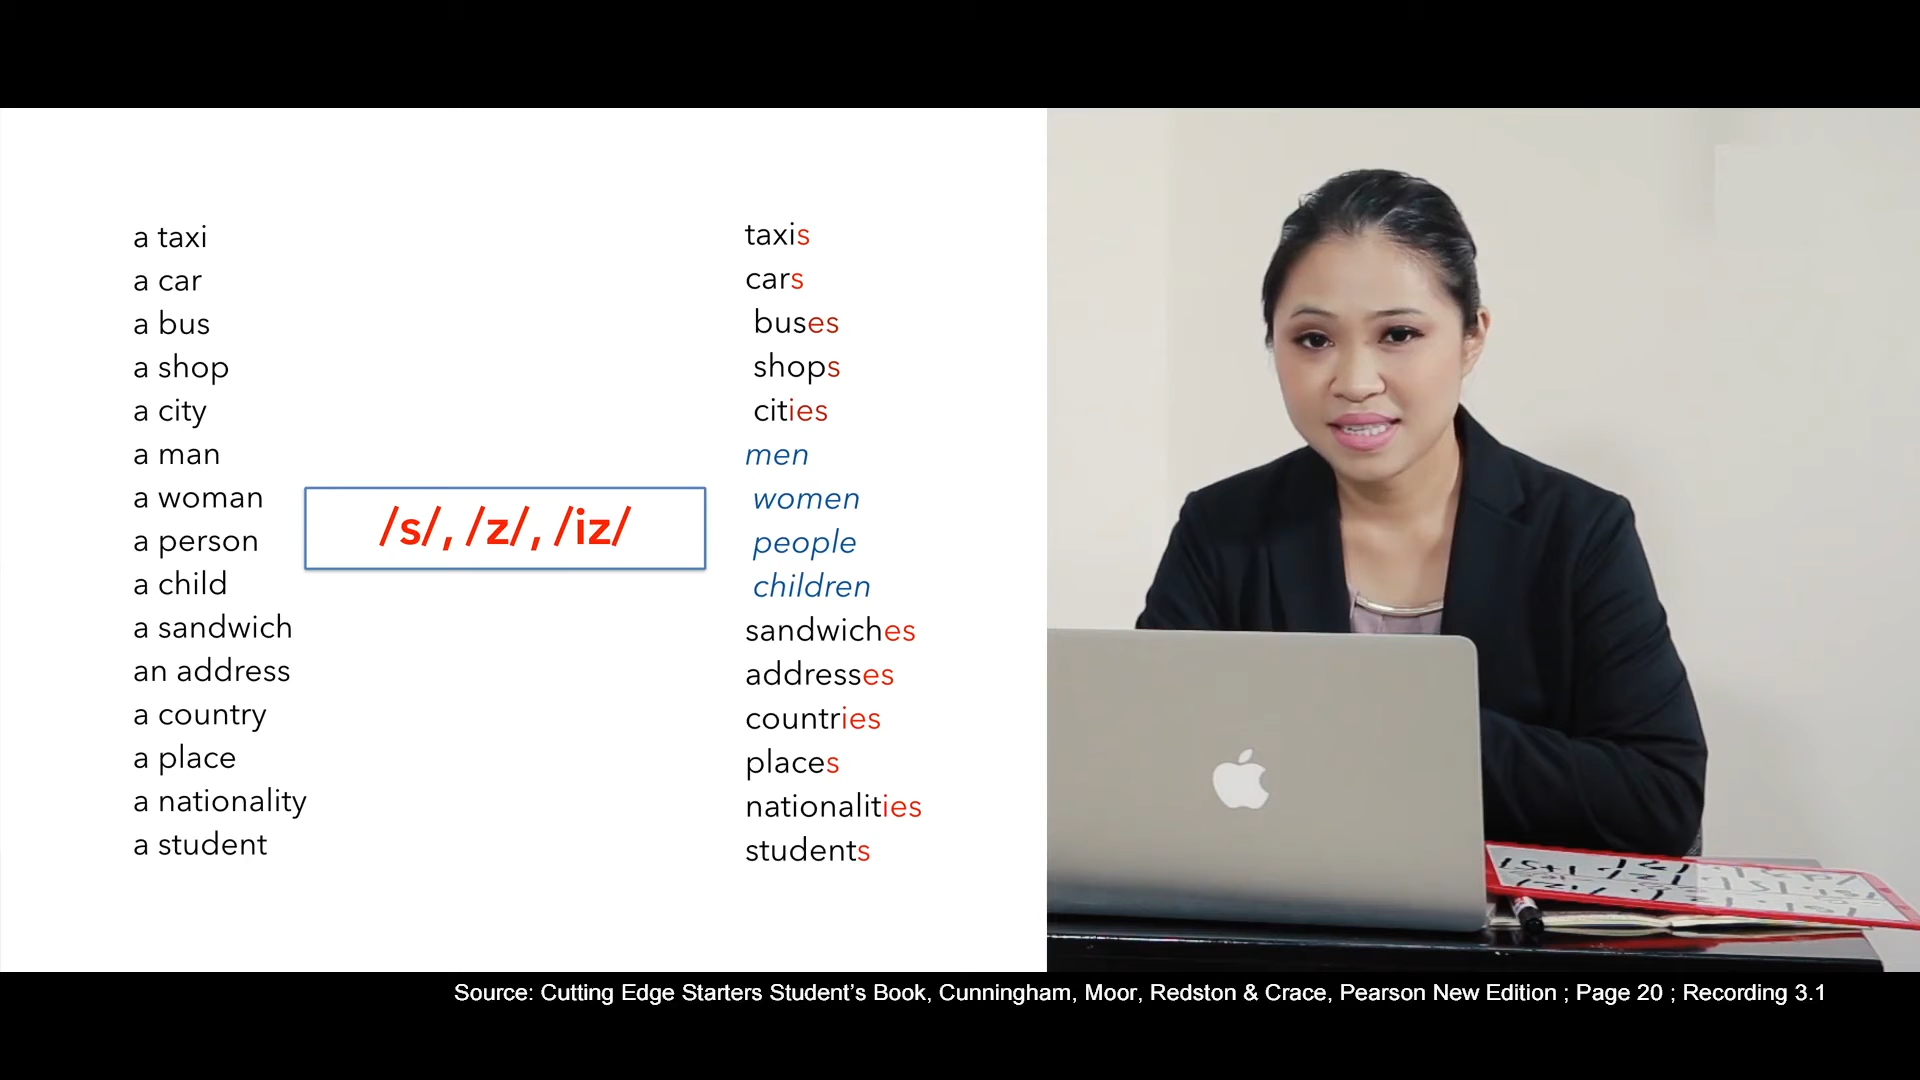 a taxi
a car
a bus
a shop
a city
a man
a woman
a person
a child
a sandwich
an address
a country
a place
a nationality
a student
/s/, /z/, /iz/
taxis
cars
buses
shops
cities
men
women
people
children
sandwiches
addresses
countries
places
nationalities
students
Source: Cutting Edge Starters Student’s Book, Cunningham, Moor, Redston & Crace, Pearson New Edition ; Page 20 ; Recording 3.1